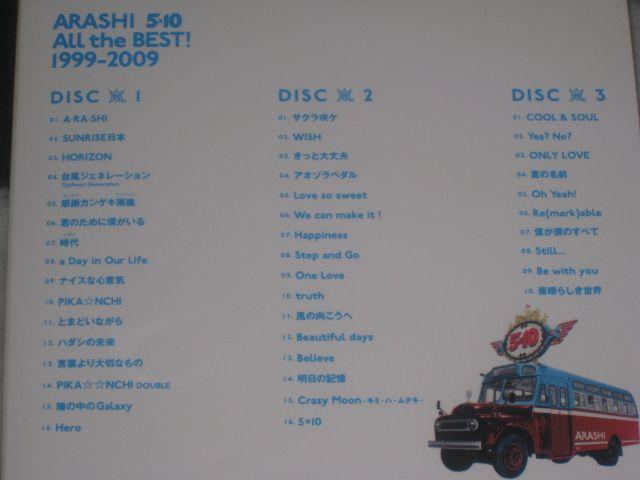 ARASHI 5×10
All the BEST!
1999-2009
DISC 1
01. A・RA・SHI
02. SUNRISE日本
03. HORIZON
04. 台風ジェネレーション
Typhoon Generation
05. 感謝カンゲキ雨嵐
06. 君のために僕がいる
07. 時代
08. a Day in Our Life
09. ナイスな心意気
10. PIKA☆NCHI
11. とまどいながら
12. ハダシの未来
13. 言葉より大切なもの
14. PIKA☆☆NCHI DOUBLE
15. 瞳の中のGalaxy
16. Hero
DISC 2
01. サクラ咲ケ
02. WISH
03. きっと大丈夫
04. アオゾラペダル
05. Love so sweet
06. We can make it!
07. Happiness
08. Step and Go
09. One Love
10. truth
11. 風の向こうへ
12. Beautiful days
13. Believe
14. 明日の記憶
15. Crazy Moon ～キミ・ハ・ムテキ～
16. 5×10
DISC 3
01. COOL & SOUL
02. Yes? No?
03. ONLY LOVE
04. 夏の名前
05. Oh Yeah!
06. Re(mark)able
07. 僕が僕のすべて
08. Still...
09. Be with you
10. 素晴らしき世界
5×10
ARASHI